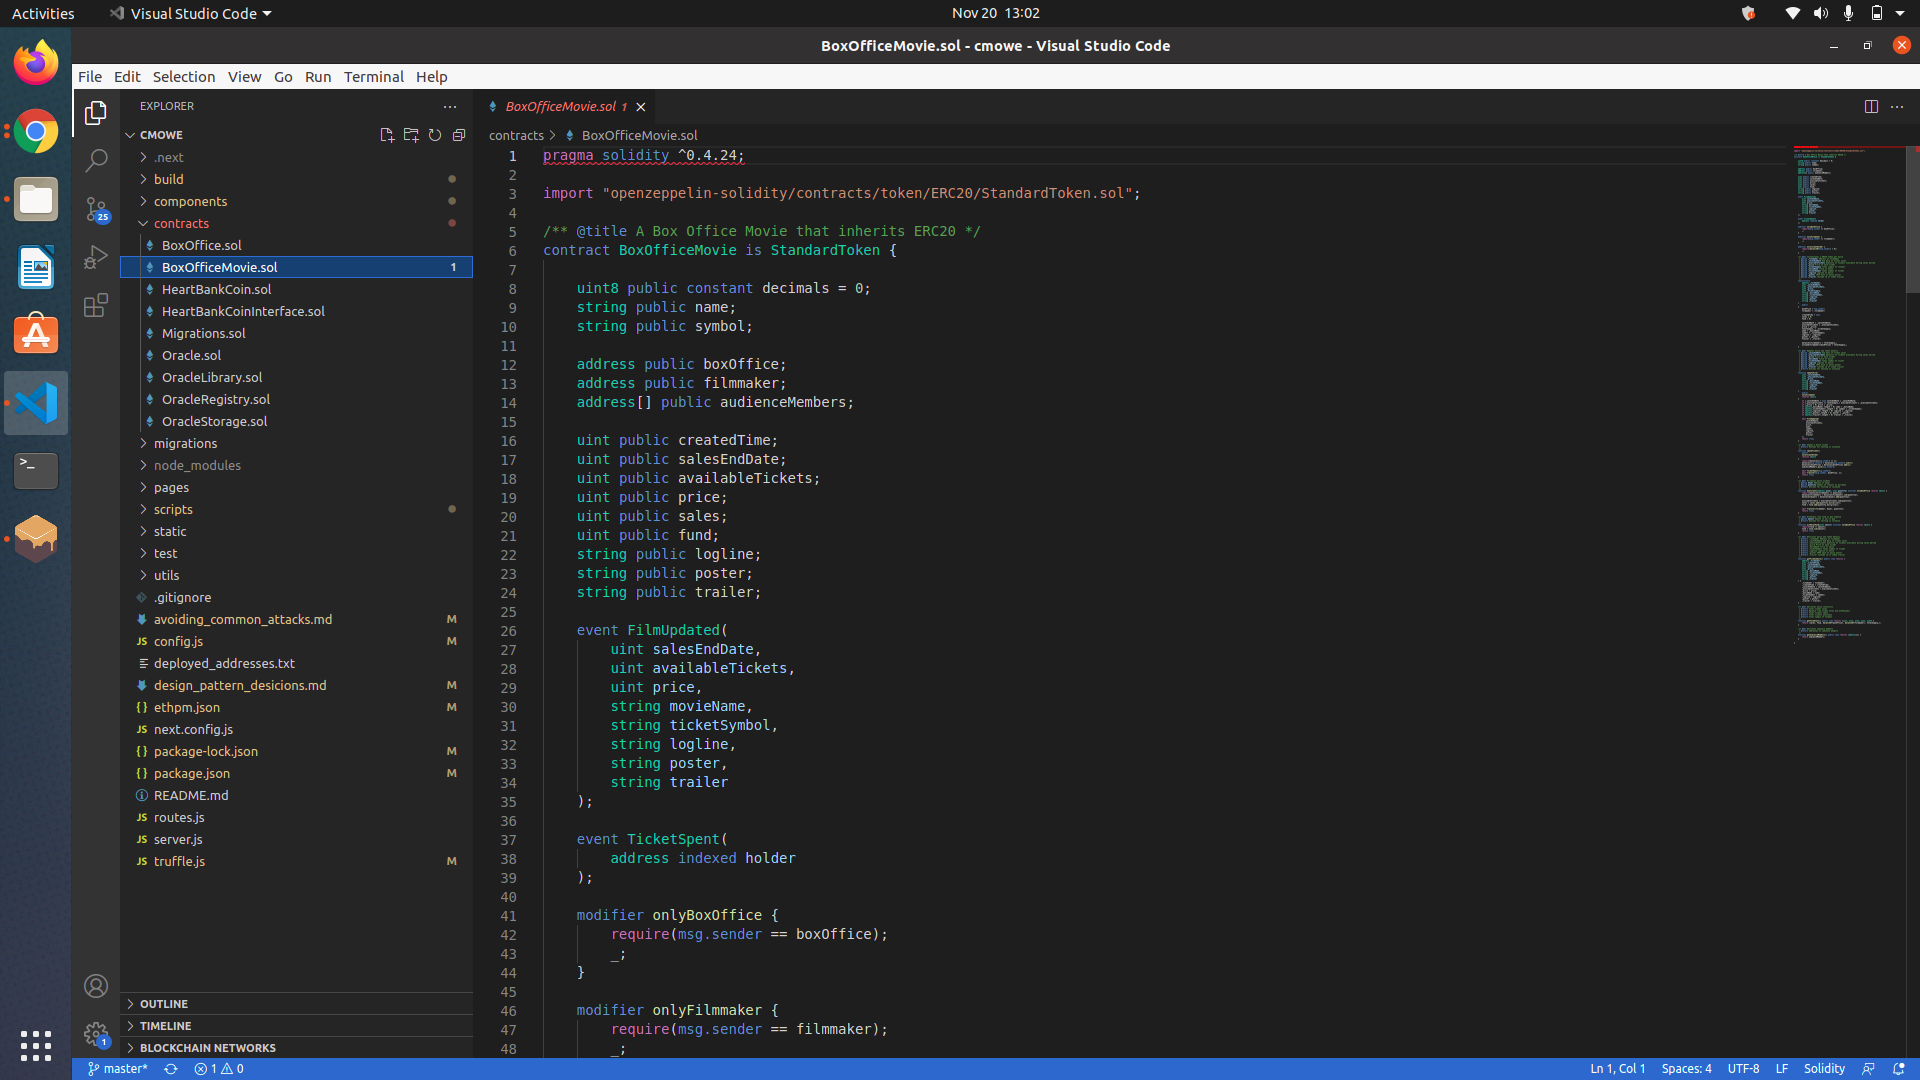 Activities
Visual Studio Code
Nov 20 13:02
BoxOfficeMovie.sol - cmowe - Visual Studio Code
File Edit Selection View Go Run Terminal Help
EXPLORER
CMOWE
.next
build
components
contracts
BoxOffice.sol
BoxOfficeMovie.sol 1
HeartBankCoin.sol
HeartBankCoinInterface.sol
Migrations.sol
Oracle.sol
OracleLibrary.sol
OracleRegistry.sol
OracleStorage.sol
migrations
node_modules
pages
scripts
static
test
utils
.gitignore
avoiding_common_attacks.md M
JS config.js M
deployed_addresses.txt
design_pattern_desicions.md M
{} ethpm.json M
JS next.config.js
{} package-lock.json M
{} package.json M
README.md
JS routes.js
JS server.js
JS truffle.js M
OUTLINE
TIMELINE
BLOCKCHAIN NETWORKS
25
1
BoxOfficeMovie.sol 1
contracts > BoxOfficeMovie.sol
1 pragma solidity ^0.4.24;
2
3 import "openzeppelin-solidity/contracts/token/ERC20/StandardToken.sol";
4
5 /** @title A Box Office Movie that inherits ERC20 */
6 contract BoxOfficeMovie is StandardToken {
7
8 uint8 public constant decimals = 0;
9 string public name;
10 string public symbol;
11
12 address public boxOffice;
13 address public filmmaker;
14 address[] public audienceMembers;
15
16 uint public createdTime;
17 uint public salesEndDate;
18 uint public availableTickets;
19 uint public price;
20 uint public sales;
21 uint public fund;
22 string public logline;
23 string public poster;
24 string public trailer;
25
26 event FilmUpdated(
27 uint salesEndDate,
28 uint availableTickets,
29 uint price,
30 string movieName,
31 string ticketSymbol,
32 string logline,
33 string poster,
34 string trailer
35 );
36
37 event TicketSpent(
38 address indexed holder
39 );
40
41 modifier onlyBoxOffice {
42 require(msg.sender == boxOffice);
43 _;
44 }
45
46 modifier onlyFilmmaker {
47 require(msg.sender == filmmaker);
48 _;
master* 1 0
Ln 1, Col 1 Spaces: 4 UTF-8 LF Solidity